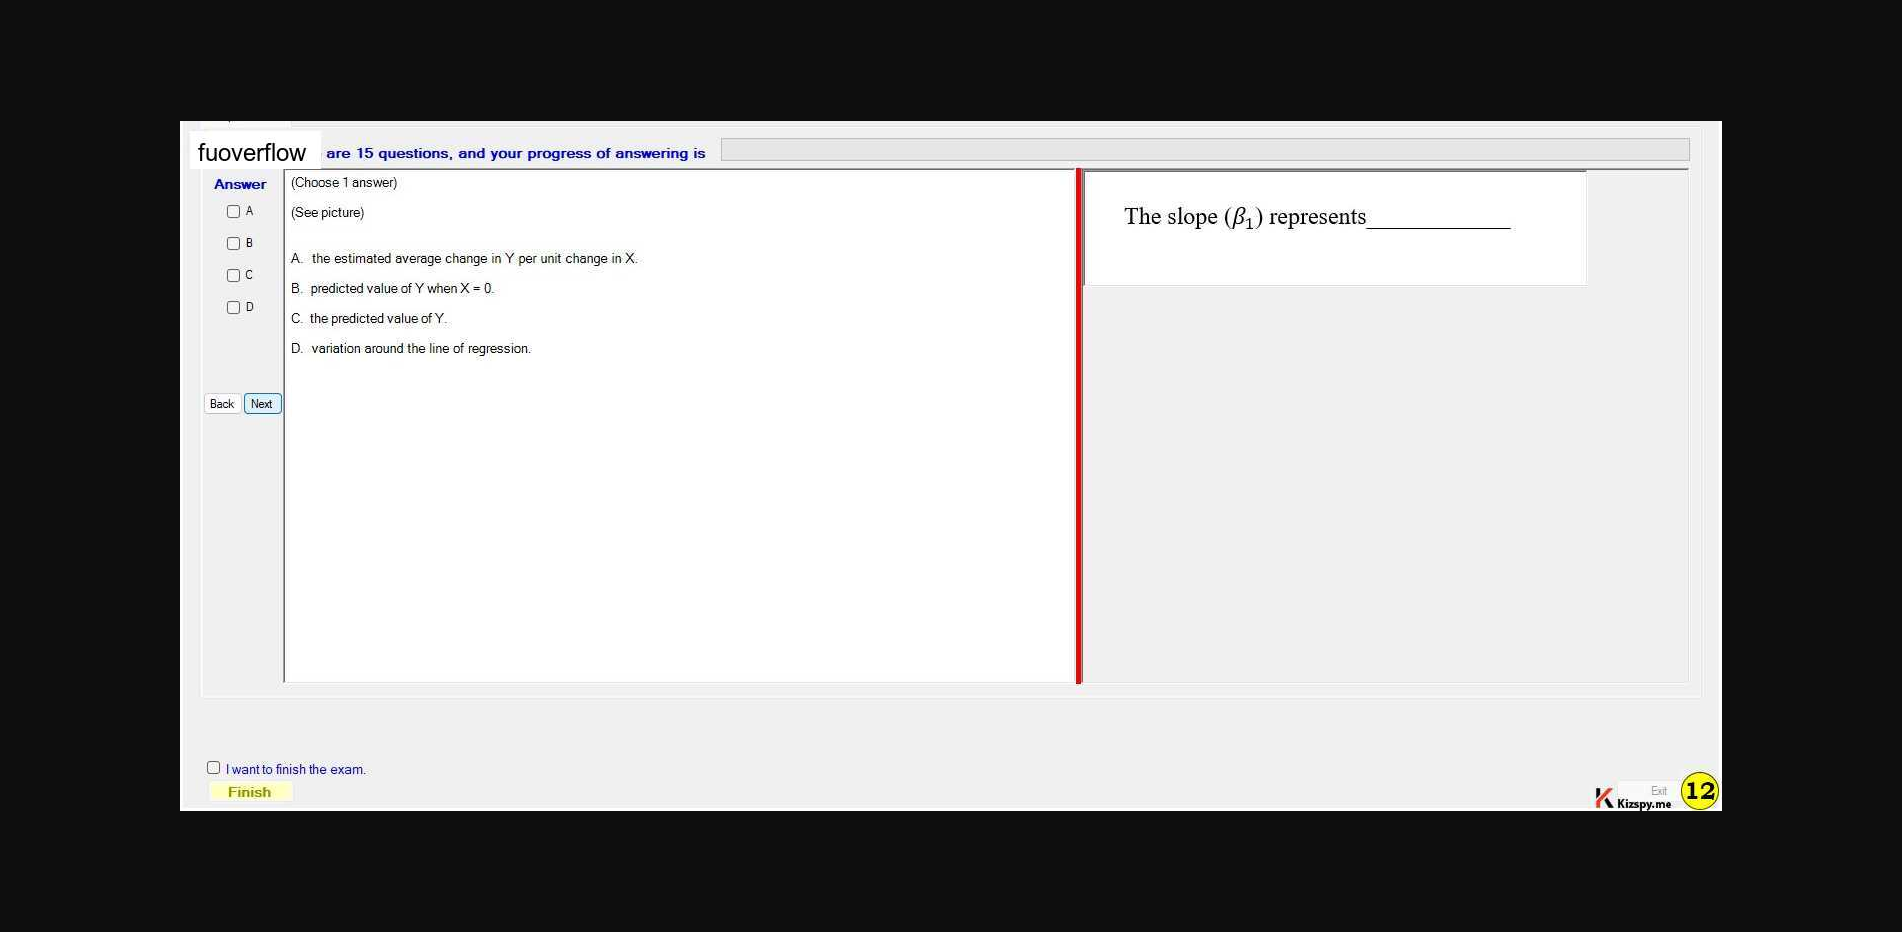 fuoverflow are 15 questions, and your progress of answering is
Answer
A
B
C
D
Back Next
(Choose 1 answer)
(See picture)
A. the estimated average change in Y per unit change in X.
B. predicted value of Y when X = 0.
C. the predicted value of Y.
D. variation around the line of regression.
The slope (β₁) represents____________
I want to finish the exam.
Finish
Exit
Kizspy.me
12